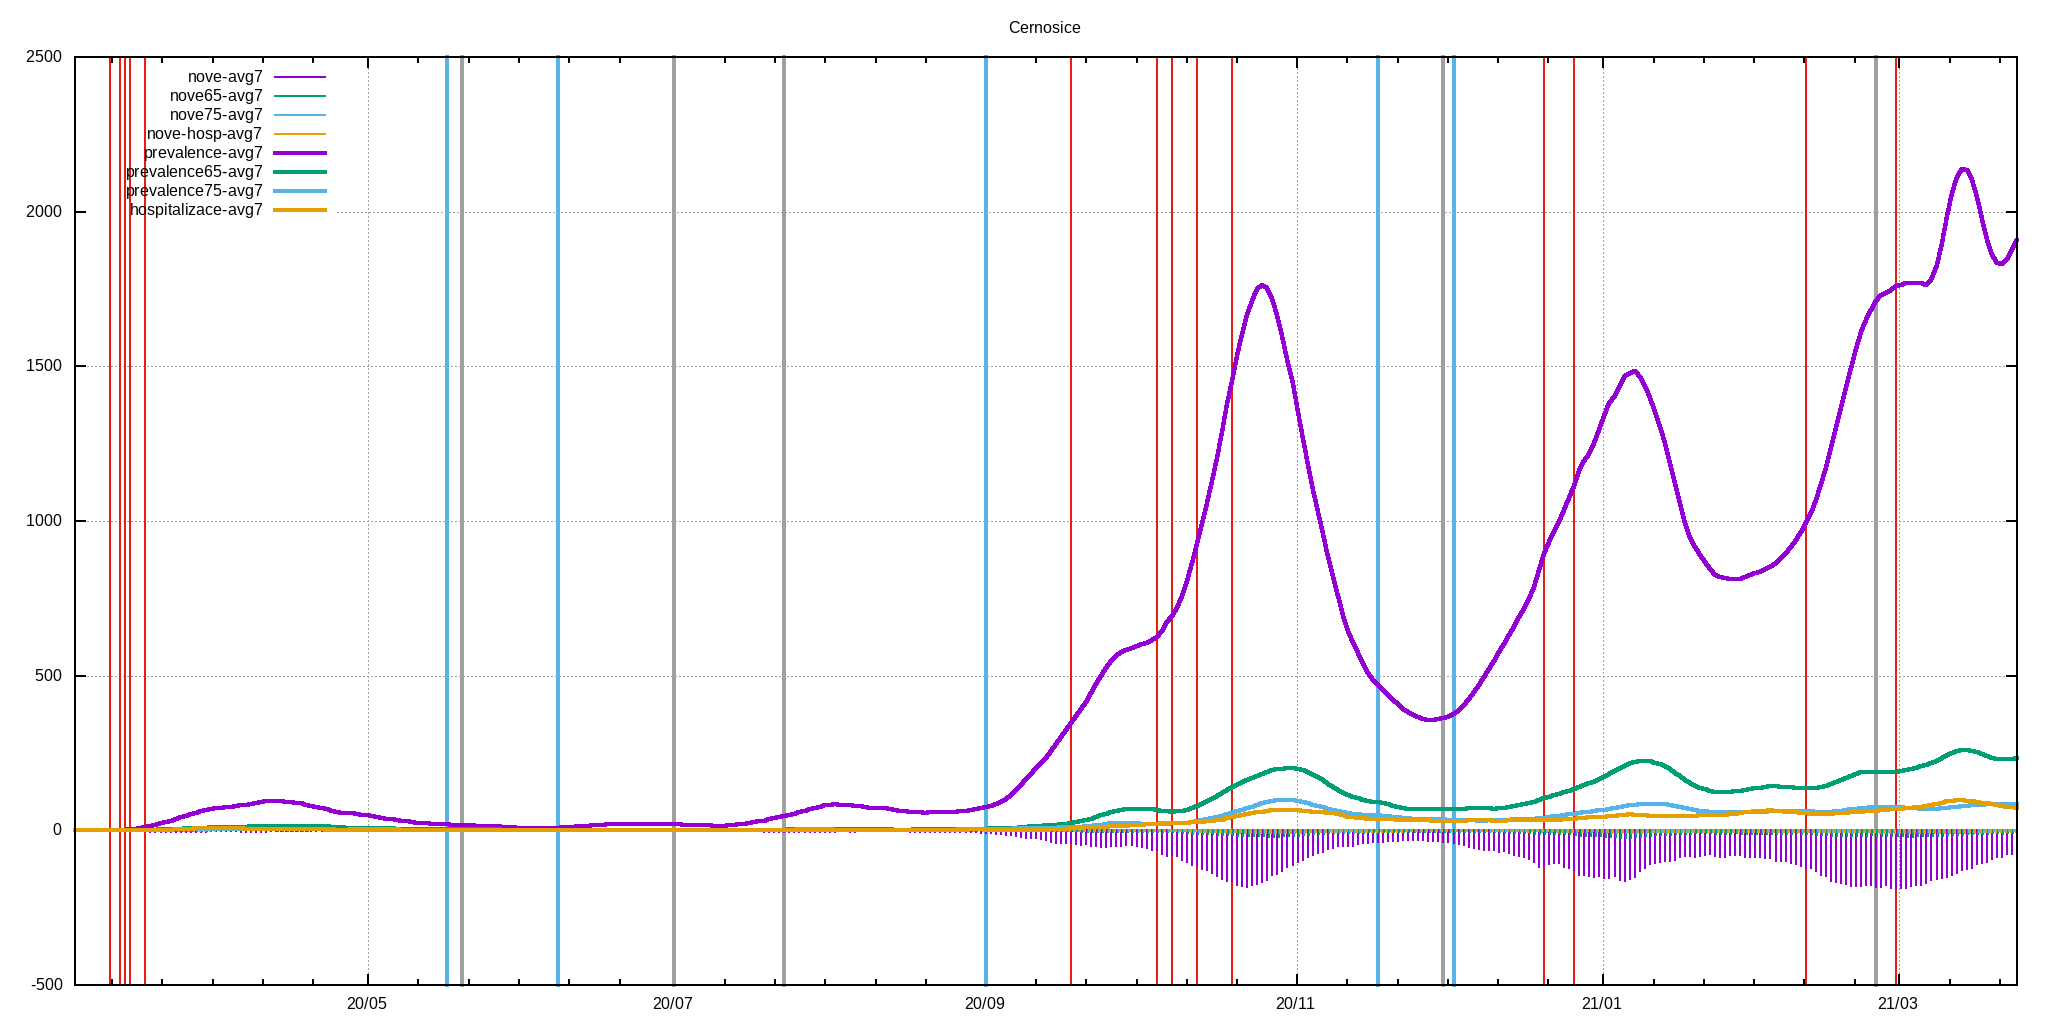 Cernosice
2500
2000
1500
1000
500
0
-500
nove-avg7
nove65-avg7
nove75-avg7
nove-hosp-avg7
prevalence-avg7
prevalence65-avg7
prevalence75-avg7
hospitalizace-avg7
20/05
20/07
20/09
20/11
21/01
21/03